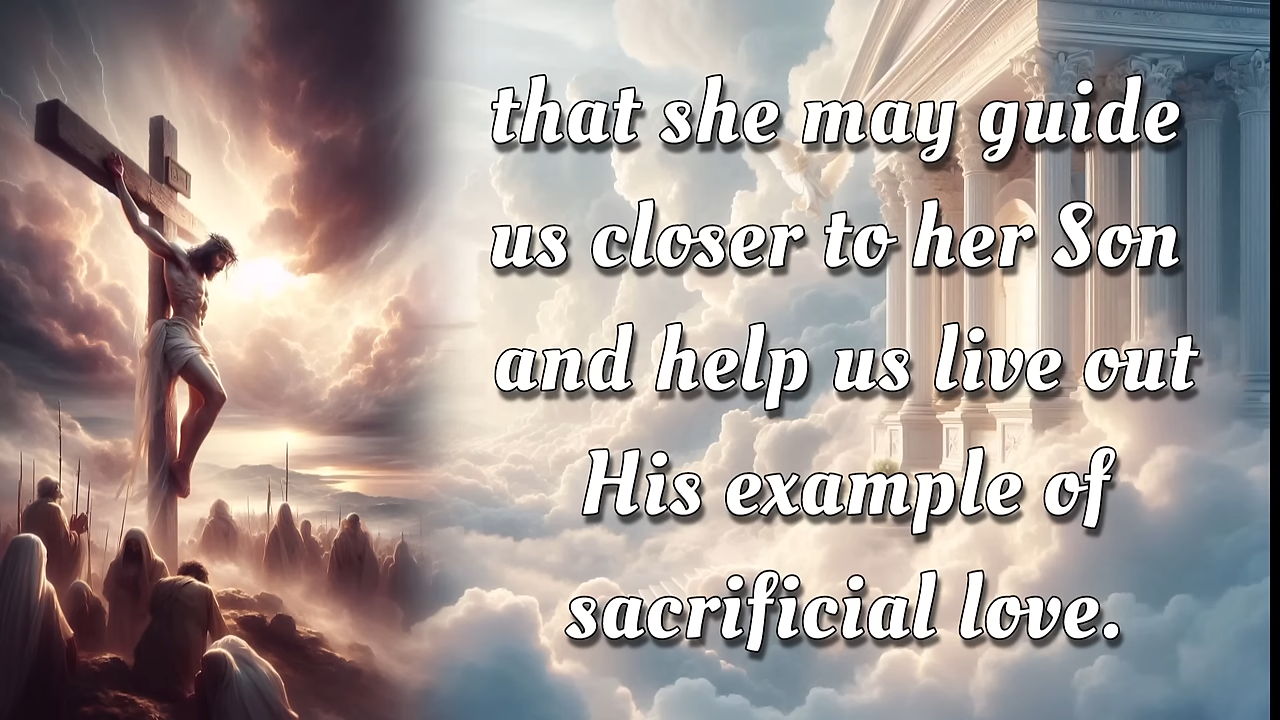 that she may guide
us closer to her Son
and help us live out
His example of
sacrificial love.